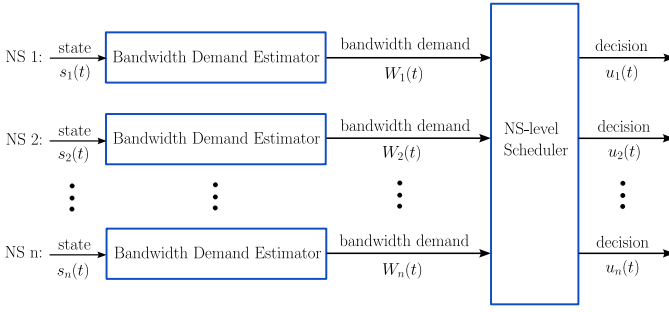 NS 1:
state
s₁(t)
Bandwidth Demand Estimator
bandwidth demand
W₁(t)
decision
u₁(t)
NS 2:
state
s₂(t)
Bandwidth Demand Estimator
bandwidth demand
W₂(t)
NS-level
Scheduler
decision
u₂(t)
NS n:
state
sₙ(t)
Bandwidth Demand Estimator
bandwidth demand
Wₙ(t)
decision
uₙ(t)